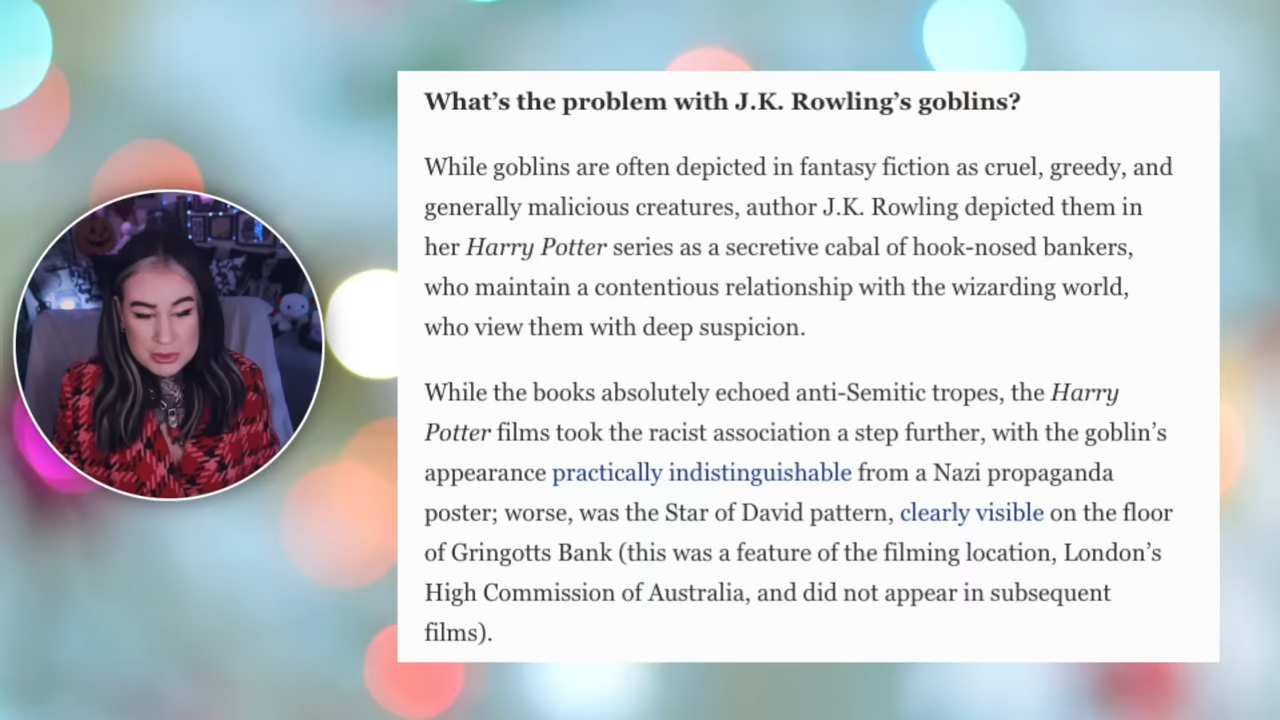 What’s the problem with J.K. Rowling’s goblins?
While goblins are often depicted in fantasy fiction as cruel, greedy, and
generally malicious creatures, author J.K. Rowling depicted them in
her Harry Potter series as a secretive cabal of hook-nosed bankers,
who maintain a contentious relationship with the wizarding world,
who view them with deep suspicion.
While the books absolutely echoed anti-Semitic tropes, the Harry
Potter films took the racist association a step further, with the goblin’s
appearance practically indistinguishable from a Nazi propaganda
poster; worse, was the Star of David pattern, clearly visible on the floor
of Gringotts Bank (this was a feature of the filming location, London’s
High Commission of Australia, and did not appear in subsequent
films).